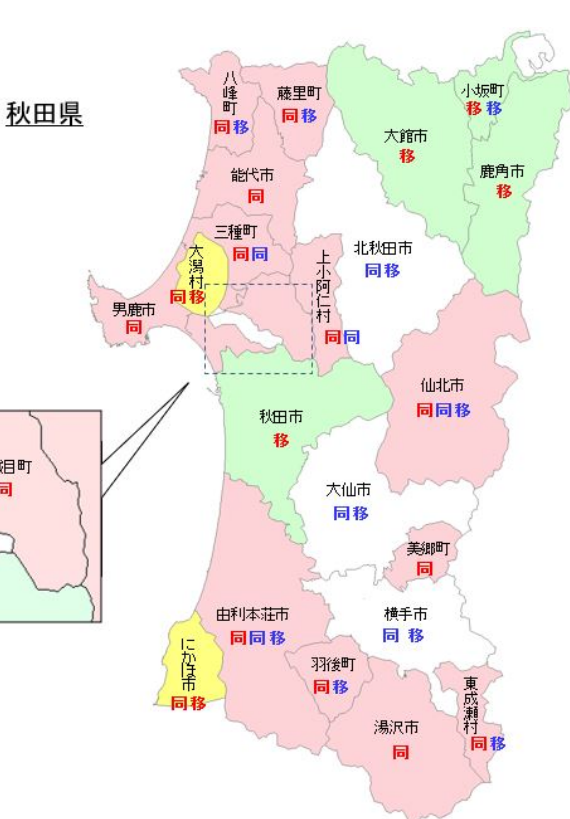 秋田県
八峰町
同移
藤里町
同移
小坂町
移移
大館市
移
鹿角市
移
能代市
同
三種町
同同
大潟村
同移
北秋田市
同移
上小阿仁村
同同
男鹿市
同
仙北市
同同移
秋田市
移
目町
同
大仙市
同移
美郷町
同
由利本荘市
同同移
横手市
同 移
にかほ市
同移
羽後町
同移
東成瀬村
同移
湯沢市
同